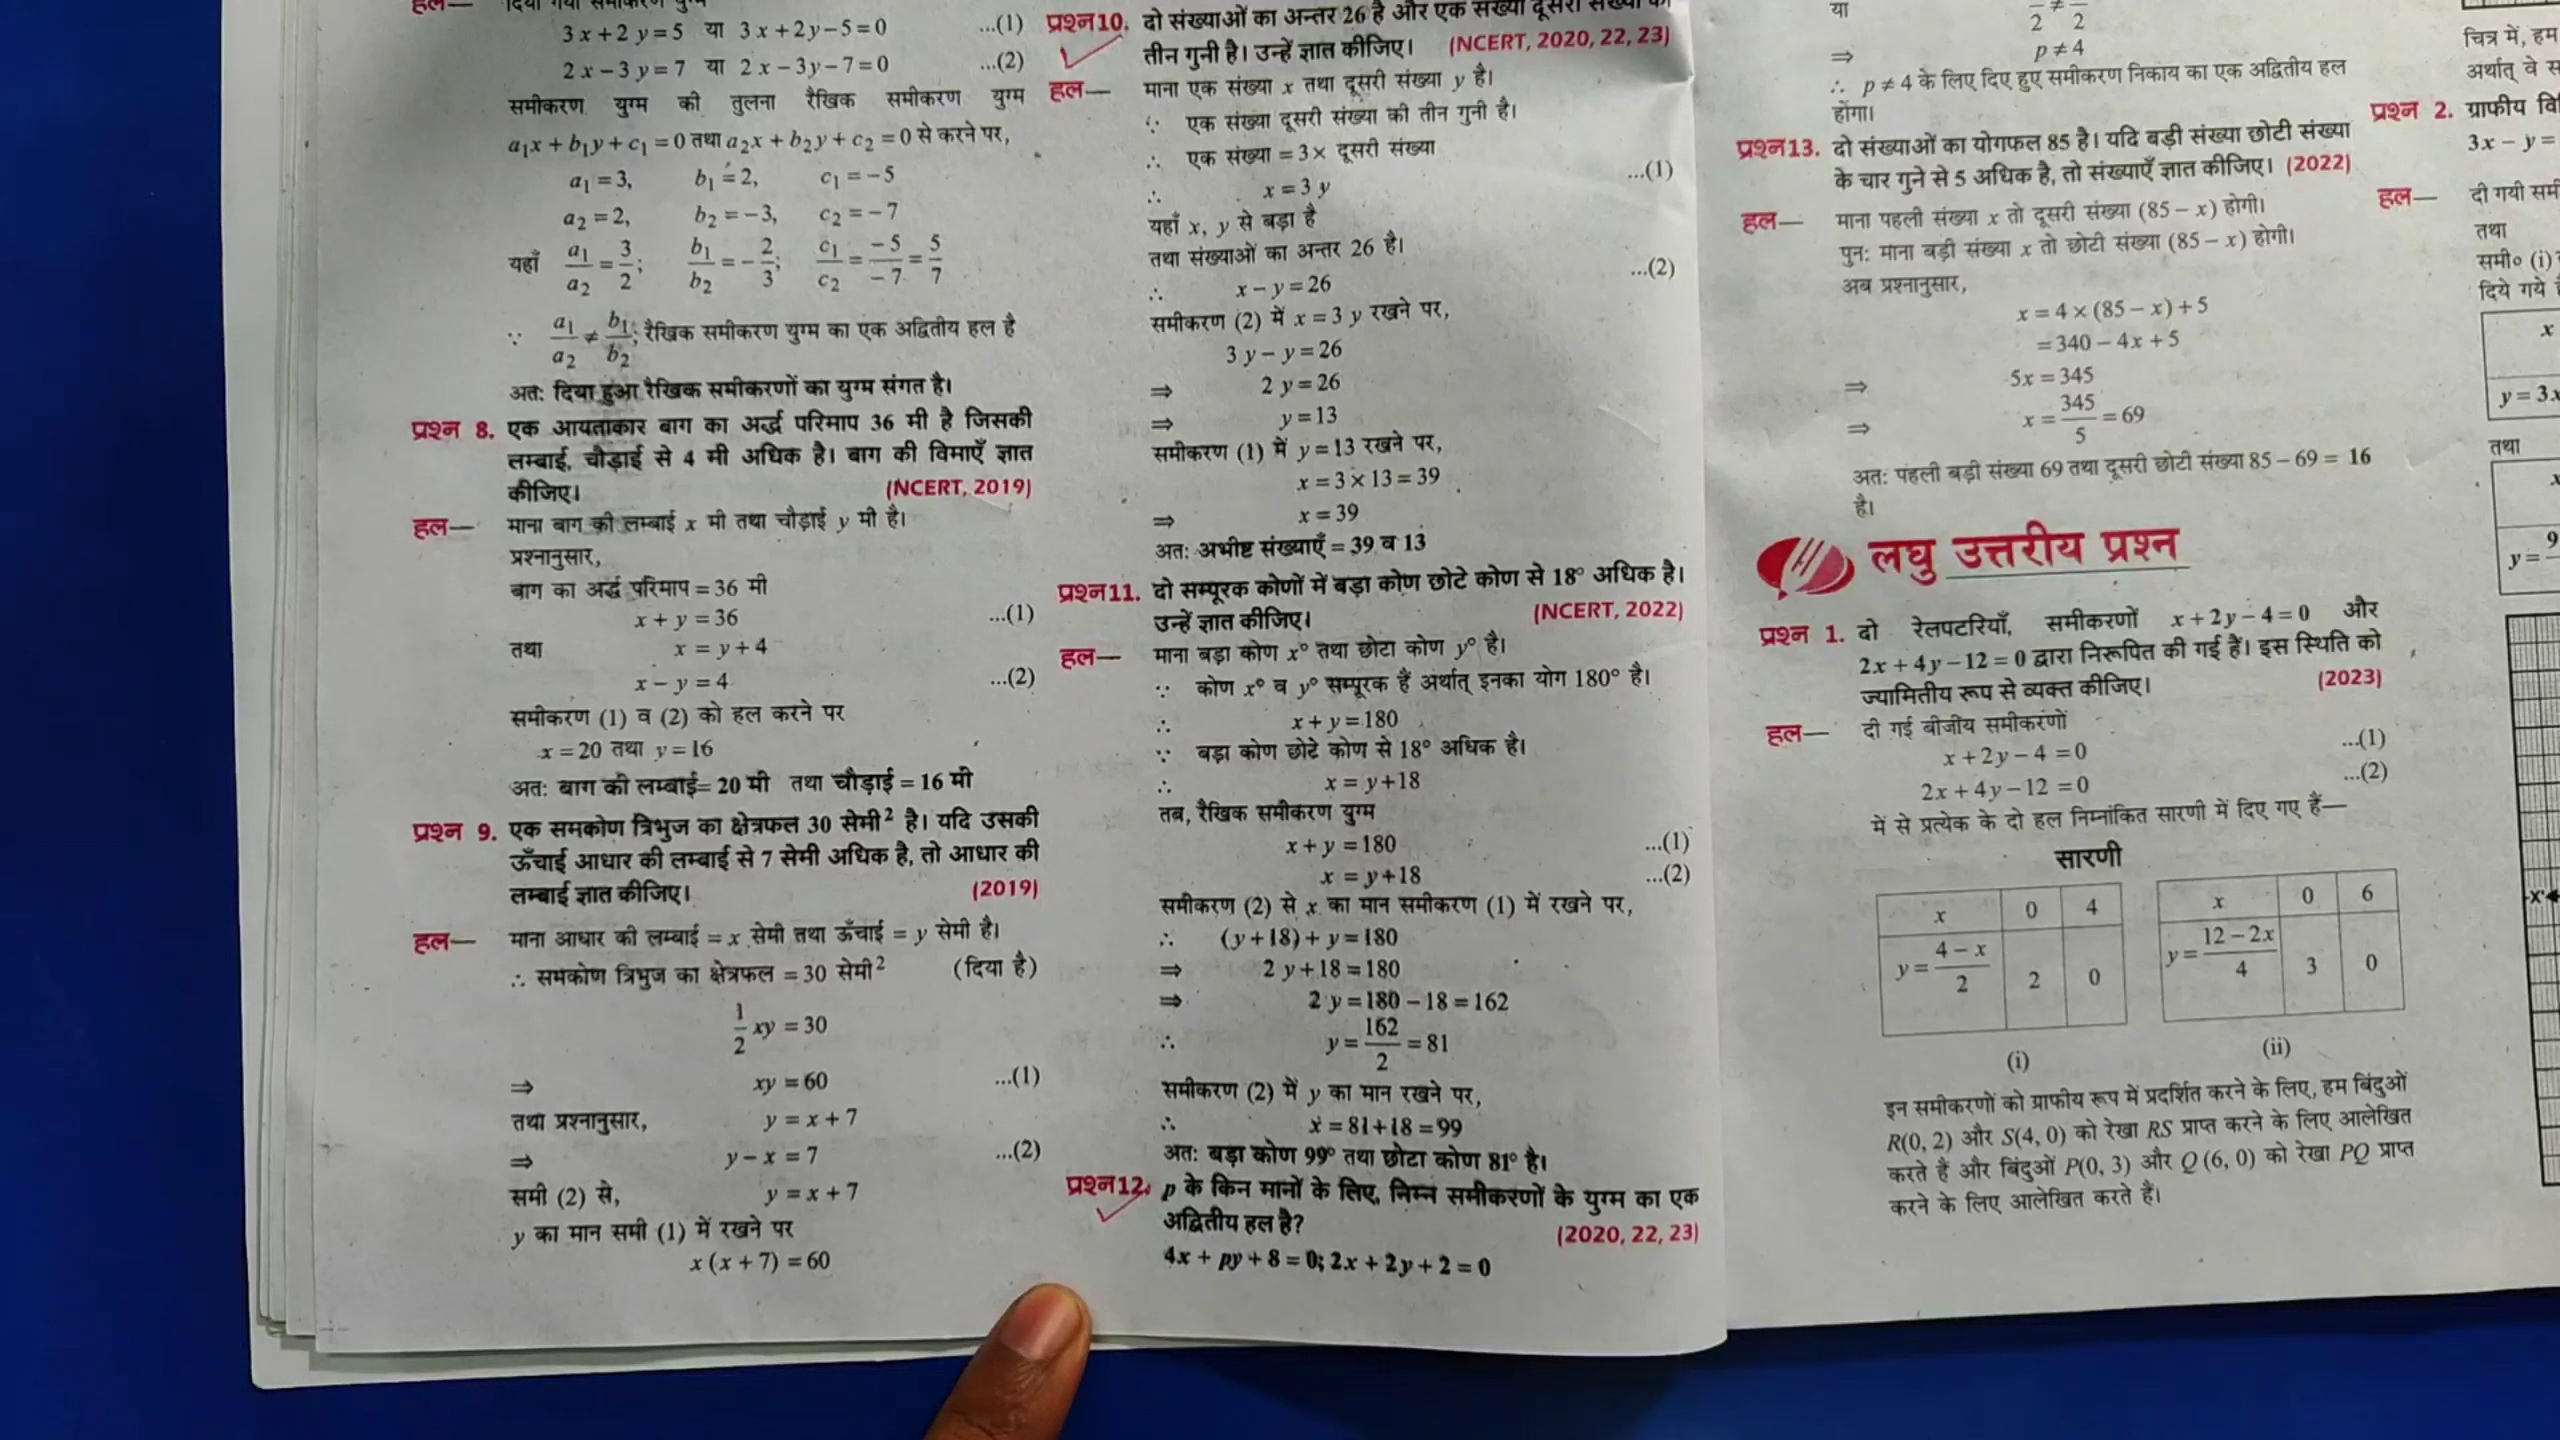 हल— दिया गया समीकरण युग्म
3x+2y=5 या 3x+2y−5=0 ...(1)
2x−3y=7 या 2x−3y−7=0 ...(2)
समीकरण युग्म की तुलना रैखिक समीकरण युग्म
a₁x+b₁y+c₁=0 तथा a₂x+b₂y+c₂=0 से करने पर,
a₁=3, b₁=2, c₁=−5
a₂=2, b₂=−3, c₂=−7
यहाँ a₁/a₂=3/2; b₁/b₂=−2/3; c₁/c₂=−5/−7=5/7
∵ a₁/a₂≠b₁/b₂; रैखिक समीकरण युग्म का एक अद्वितीय हल है
अतः दिया हुआ रैखिक समीकरणों का युग्म संगत है।
प्रश्न 8. एक आयताकार बाग का अर्द्ध परिमाप 36 मी है जिसकी
लम्बाई, चौड़ाई से 4 मी अधिक है। बाग की विमाएँ ज्ञात
कीजिए। (NCERT, 2019)
हल— माना बाग की लम्बाई x मी तथा चौड़ाई y मी है।
प्रश्नानुसार,
बाग का अर्द्ध परिमाप = 36 मी
x+y=36 ...(1)
तथा x=y+4
x−y=4 ...(2)
समीकरण (1) व (2) को हल करने पर
x=20 तथा y=16
अतः बाग की लम्बाई= 20 मी तथा चौड़ाई = 16 मी
प्रश्न 9. एक समकोण त्रिभुज का क्षेत्रफल 30 सेमी² है। यदि उसकी
ऊँचाई आधार की लम्बाई से 7 सेमी अधिक है, तो आधार की
लम्बाई ज्ञात कीजिए। (2019)
हल— माना आधार की लम्बाई = x सेमी तथा ऊँचाई = y सेमी है।
∴ समकोण त्रिभुज का क्षेत्रफल = 30 सेमी² (दिया है)
1/2 xy = 30
⇒ xy = 60 ...(1)
तथा प्रश्नानुसार, y = x+7
⇒ y−x = 7 ...(2)
समी (2) से, y = x+7
y का मान समी (1) में रखने पर
x(x+7) = 60
प्रश्न10. दो संख्याओं का अन्तर 26 है और एक संख्या दूसरी संख्या की
तीन गुनी है। उन्हें ज्ञात कीजिए। (NCERT, 2020, 22, 23)
हल— माना एक संख्या x तथा दूसरी संख्या y है।
∵ एक संख्या दूसरी संख्या की तीन गुनी है।
∴ एक संख्या = 3× दूसरी संख्या
∴ x=3y ...(1)
यहाँ x, y से बड़ा है
तथा संख्याओं का अन्तर 26 है।
∴ x−y=26 ...(2)
समीकरण (2) में x=3y रखने पर,
3y−y=26
⇒ 2y=26
⇒ y=13
समीकरण (1) में y=13 रखने पर,
x=3×13=39
⇒ x=39
अतः अभीष्ट संख्याएँ = 39 व 13
प्रश्न11. दो सम्पूरक कोणों में बड़ा कोण छोटे कोण से 18° अधिक है।
उन्हें ज्ञात कीजिए। (NCERT, 2022)
हल— माना बड़ा कोण x° तथा छोटा कोण y° है।
∵ कोण x° व y° सम्पूरक हैं अर्थात् इनका योग 180° है।
∴ x+y=180
∵ बड़ा कोण छोटे कोण से 18° अधिक है।
∴ x=y+18
तब, रैखिक समीकरण युग्म
x+y=180 ...(1)
x=y+18 ...(2)
समीकरण (2) से x का मान समीकरण (1) में रखने पर,
∴ (y+18)+y=180
⇒ 2y+18=180
⇒ 2y=180−18=162
∴ y=162/2=81
समीकरण (2) में y का मान रखने पर,
∴ x=81+18=99
अतः बड़ा कोण 99° तथा छोटा कोण 81° है।
प्रश्न12. p के किन मानों के लिए, निम्न समीकरणों के युग्म का एक
अद्वितीय हल है? (2020, 22, 23)
4x + py + 8 = 0; 2x + 2y + 2 = 0
या /2 ≠ /2
⇒ p≠4
∴ p≠4 के लिए दिए हुए समीकरण निकाय का एक अद्वितीय हल
होगा।
प्रश्न13. दो संख्याओं का योगफल 85 है। यदि बड़ी संख्या छोटी संख्या
के चार गुने से 5 अधिक है, तो संख्याएँ ज्ञात कीजिए। (2022)
हल— माना पहली संख्या x तो दूसरी संख्या (85−x) होगी।
पुनः माना बड़ी संख्या x तो छोटी संख्या (85−x) होगी।
अब प्रश्नानुसार,
x=4×(85−x)+5
=340−4x+5
⇒ 5x=345
⇒ x=345/5=69
अतः पहली बड़ी संख्या 69 तथा दूसरी छोटी संख्या 85−69 = 16
है।
लघु उत्तरीय प्रश्न
प्रश्न 1. दो रेलपटरियाँ, समीकरणों x+2y−4=0 और
2x+4y−12=0 द्वारा निरूपित की गई हैं। इस स्थिति को
ज्यामितीय रूप से व्यक्त कीजिए। (2023)
हल— दी गई बीजीय समीकरणों
x+2y−4=0 ...(1)
2x+4y−12=0 ...(2)
में से प्रत्येक के दो हल निम्नांकित सारणी में दिए गए हैं—
सारणी
x 0 4
y=4−x/2 2 0
(i)
x 0 6
y=12−2x/4 3 0
(ii)
इन समीकरणों को ग्राफीय रूप में प्रदर्शित करने के लिए, हम बिंदुओं
R(0, 2) और S(4, 0) को रेखा RS प्राप्त करने के लिए आलेखित
करते हैं और बिंदुओं P(0, 3) और Q(6, 0) को रेखा PQ प्राप्त
करने के लिए आलेखित करते हैं।
चित्र में, हम
अर्थात् वे
प्रश्न 2. ग्राफीय
3x−y=
हल— दी गयी
तथा
समी० (i)
दिये गये
x
y=3x
तथा
x
y=9
X'